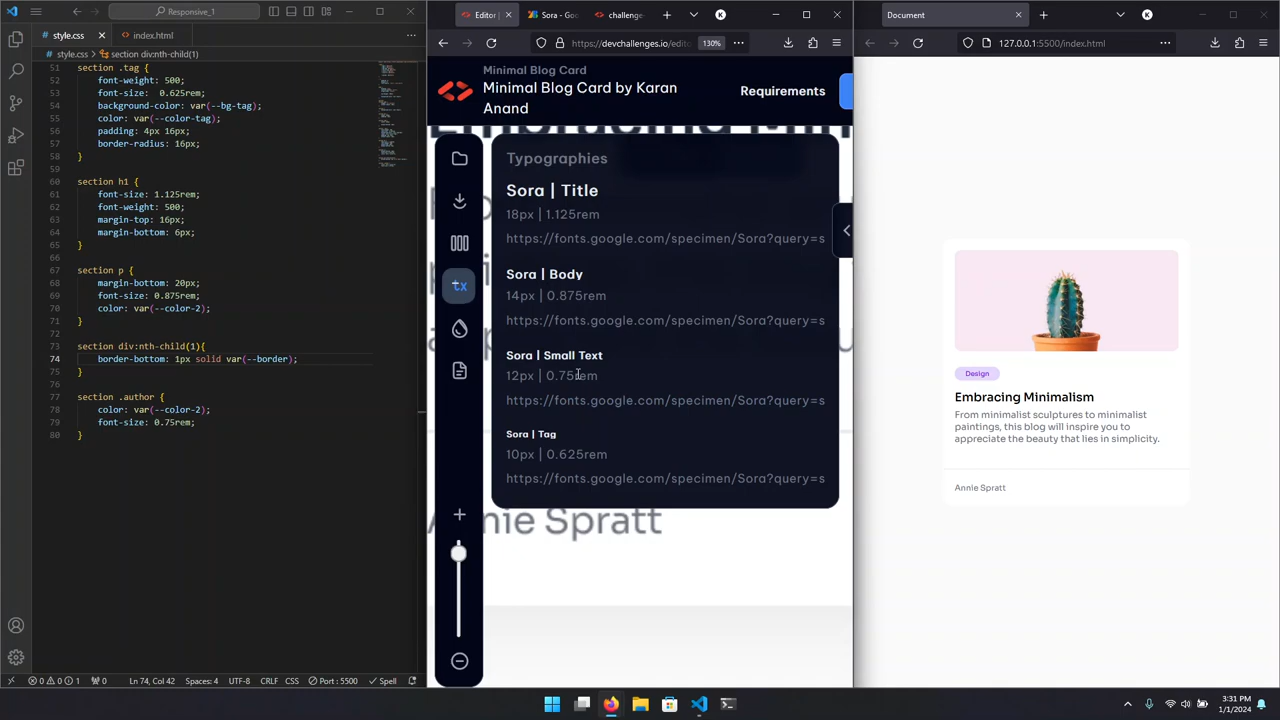 Responsive_1
style.css
index.html
style.css > section divnth-child(1)
51 section .tag {
52 font-weight: 500;
53 font-size:  0.625rem;
54 background-color: var(--bg-tag);
55 color: var(--color-tag);
56 padding: 4px 16px;
57 border-radius: 16px;
58 }
59
60 section h1 {
61 font-size: 1.125rem;
62 font-weight: 500;
63 margin-top: 16px;
64 margin-bottom: 6px;
65 }
66
67 section p {
68 margin-bottom: 20px;
69 font-size: 0.875rem;
70 color: var(--color-2);
71 }
72
73 section div:nth-child(1){
74 border-bottom: 1px solid var(--border);
75 }
76
77 section .author {
78 color: var(--color-2);
79 font-size: 0.75rem;
80 }
0 0 1 0 Ln 74, Col 42 Spaces: 4 UTF-8 CRLF CSS Port : 5500 Spell
Editor |
Sora - Goo
challenge
K
https://devchallenges.io/edito
130%
Minimal Blog Card
Minimal Blog Card by Karan
Anand
Requirements
Typographies
Sora | Title
18px | 1.125rem
https://fonts.google.com/specimen/Sora?query=s
Sora | Body
14px | 0.875rem
https://fonts.google.com/specimen/Sora?query=s
Sora | Small Text
12px | 0.75rem
https://fonts.google.com/specimen/Sora?query=s
Sora | Tag
10px | 0.625rem
https://fonts.google.com/specimen/Sora?query=s
Annie Spratt
Document
K
127.0.0.1:5500/index.html
Design
Embracing Minimalism
From minimalist sculptures to minimalist
paintings, this blog will inspire you to
appreciate the beauty that lies in simplicity.
Annie Spratt
3:31 PM
1/1/2024